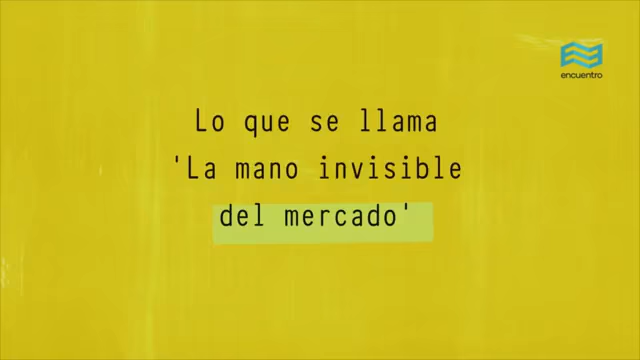 encuentro
Lo que se llama
'La mano invisible
del mercado'